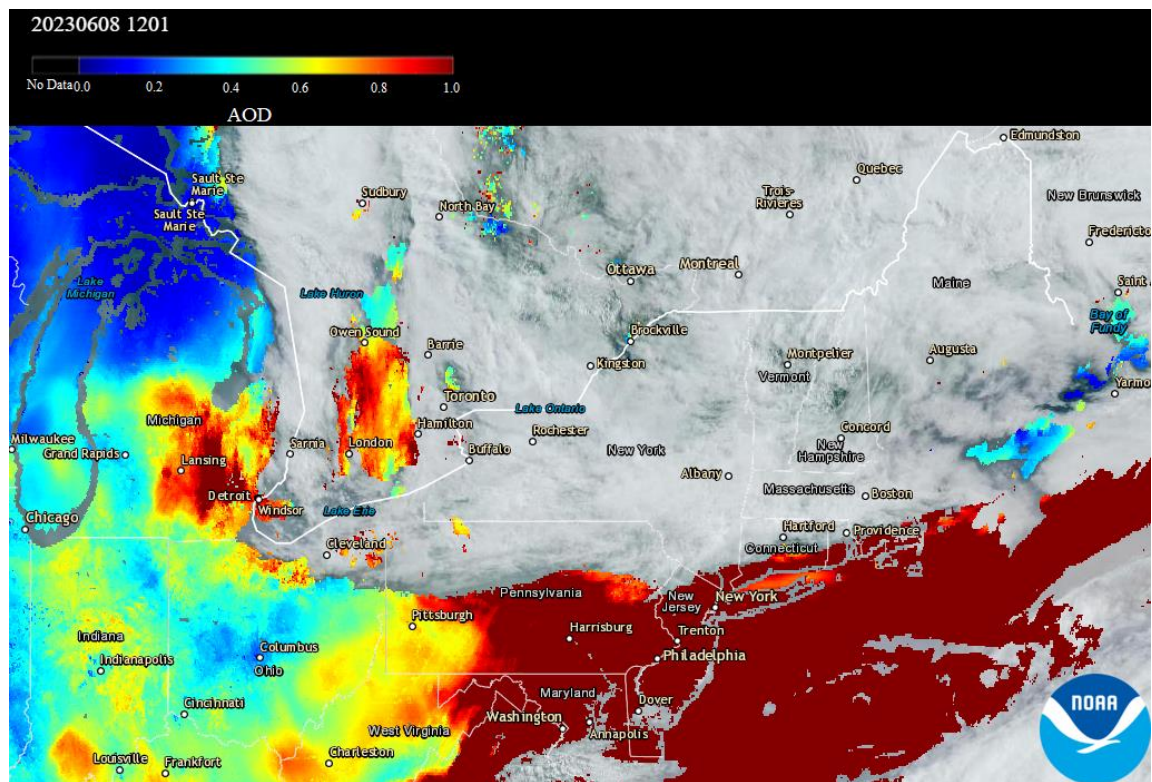 20230608 1201
No Data 0.0 0.2 0.4 0.6 0.8 1.0
AOD
Edmundston
Quebec
Sault Ste
Marie
Sudbury
Trois-
Rivieres
New Brunswick
North Bay
Sault Ste
Marie
Fredericto
Ottawa
Montreal
Maine
Lake
Michigan
Lake Huron
Saint
Bay of
Fundy
Owen Sound
Brockville
Barrie
Montpelier
Augusta
Kingston
Vermont
Toronto
Yarmo
Michigan
Lake Ontario
Hamilton
Milwaukee
Grand Rapids
Sarnia
London
Buffalo
Rochester
New York
Concord
New
Hampshire
Lansing
Albany
Detroit
Windsor
Massachusetts
Boston
Lake Erie
Chicago
Hartford
Providence
Cleveland
Connecticut
Pennsylvania
New
Jersey
New York
Pittsburgh
Harrisburg
Trenton
Indiana
Columbus
Philadelphia
Indianapolis
Ohio
Maryland
Dover
Cincinnati
Washington
West Virginia
Annapolis
Louisville
Frankfort
Charleston
NOAA